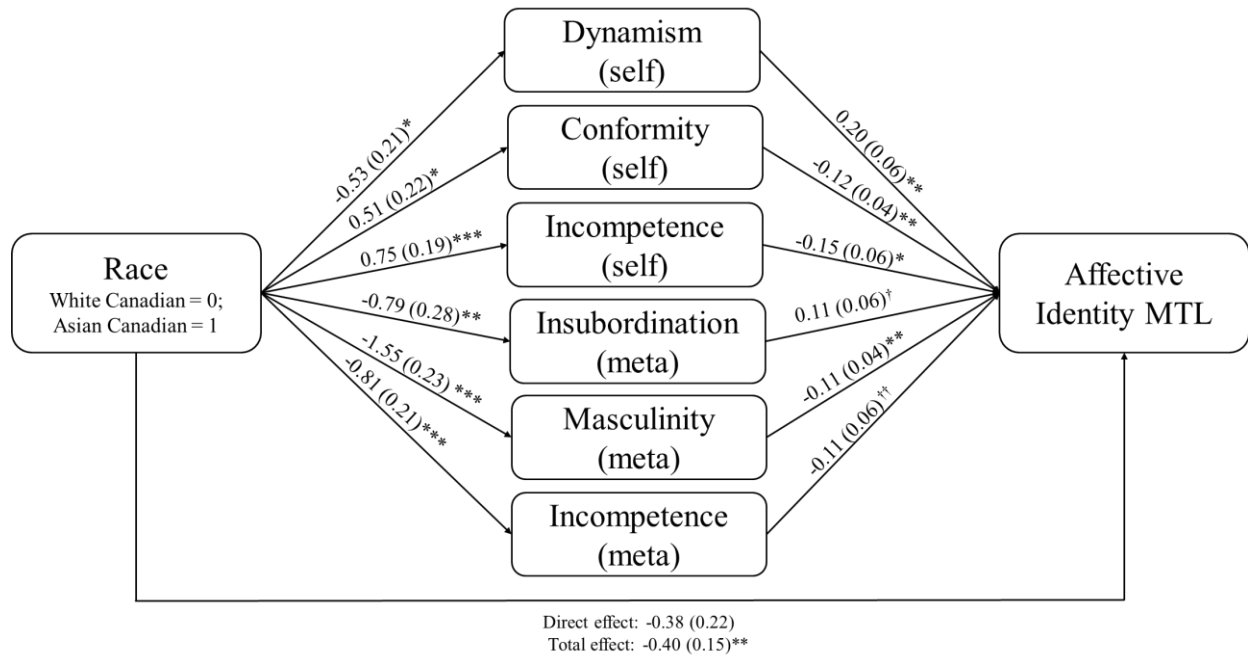 Dynamism
(self)
Conformity
(self)
Incompetence
(self)
Insubordination
(meta)
Masculinity
(meta)
Incompetence
(meta)
Race
White Canadian = 0;
Asian Canadian = 1
Affective
Identity MTL
-0.53 (0.21)*
0.51 (0.22)*
0.75 (0.19)***
-0.79 (0.28)**
-1.55 (0.23) ***
-0.81 (0.21)***
0.20 (0.06)**
-0.12 (0.04)**
-0.15 (0.06)*
0.11 (0.06)†
-0.11 (0.04)**
-0.11 (0.06)††
Direct effect: -0.38 (0.22)
Total effect: -0.40 (0.15)**